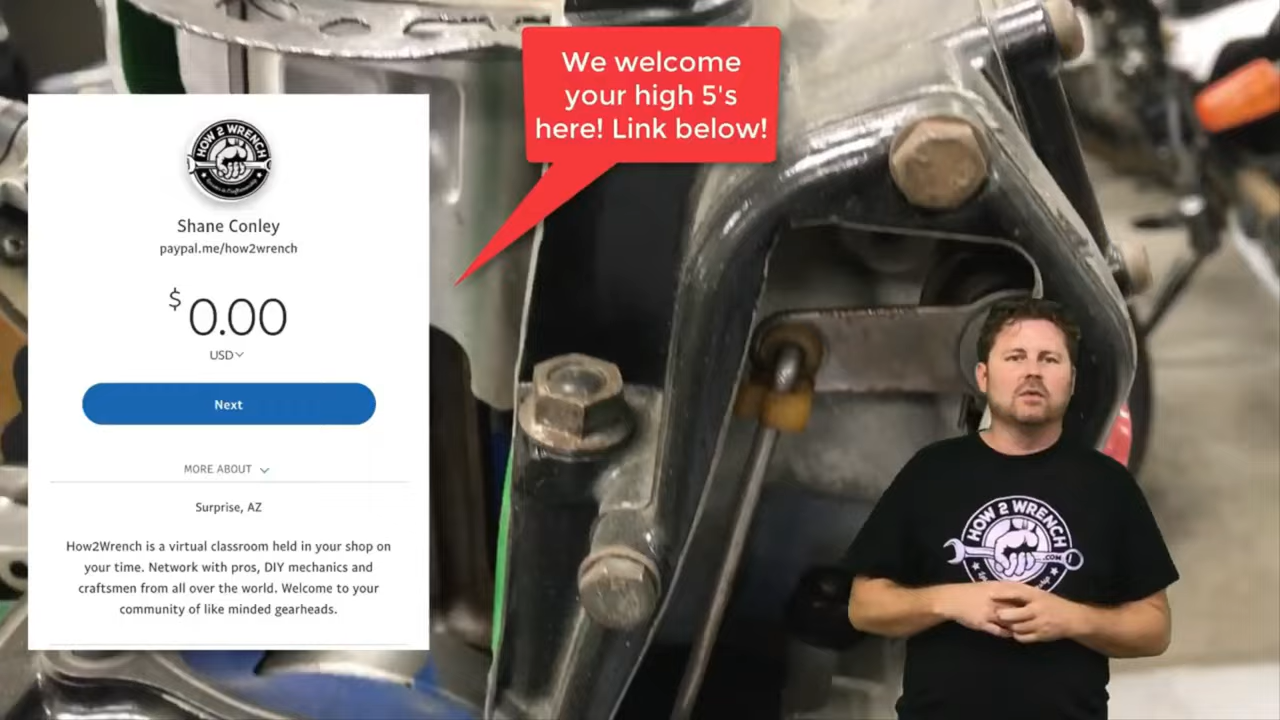 We welcome
your high 5's
here! Link below!
HOW 2 WRENCH
Shane Conley
paypal.me/how2wrench
$ 0.00
USD
Next
MORE ABOUT
Surprise, AZ
How2Wrench is a virtual classroom held in your shop on
your time. Network with pros, DIY mechanics and
craftsmen from all over the world. Welcome to your
community of like minded gearheads.
HOW 2 WRENCH
.COM